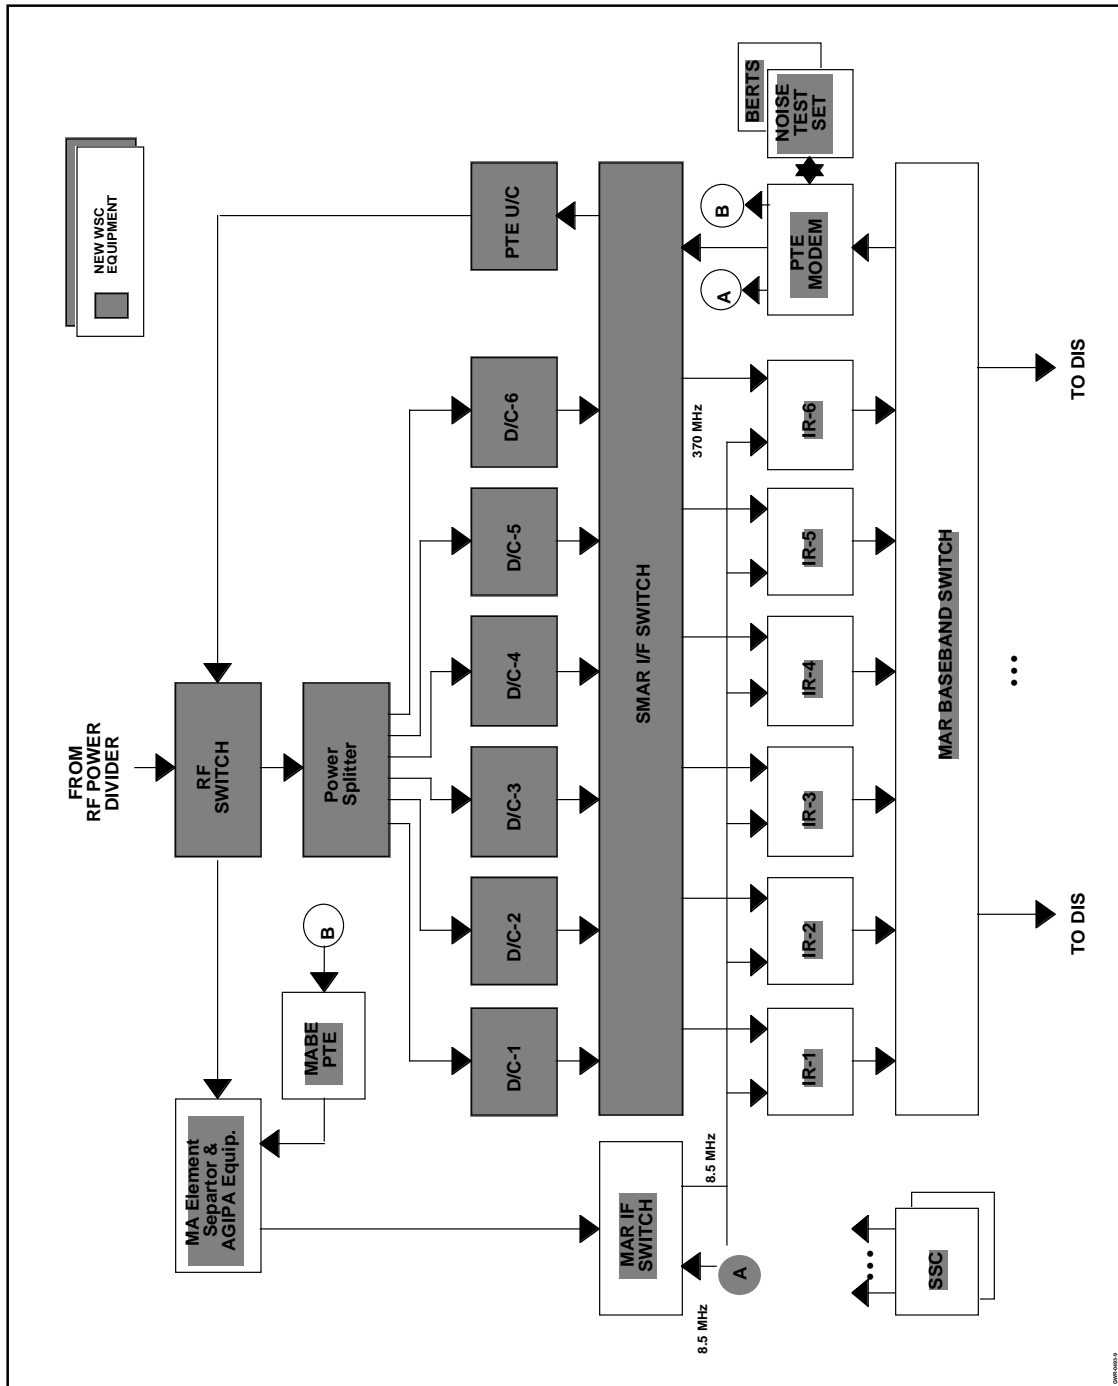 NEW WSC
EQUIPMENT
FROM
RF POWER
DIVIDER
RF
SWITCH
Power
Splitter
MA Element
Separtor &
AGIPA Equip.
MABE
PTE
B
D/C-1
D/C-2
D/C-3
D/C-4
D/C-5
D/C-6
PTE U/C
SMAR I/F SWITCH
MAR IF
SWITCH
8.5 MHz
8.5 MHz
A
370 MHz
A
B
PTE
MODEM
BERTS
NOISE
TEST
SET
IR-1
IR-2
IR-3
IR-4
IR-5
IR-6
SSC
MAR BASEBAND SWITCH
TO DIS
TO DIS